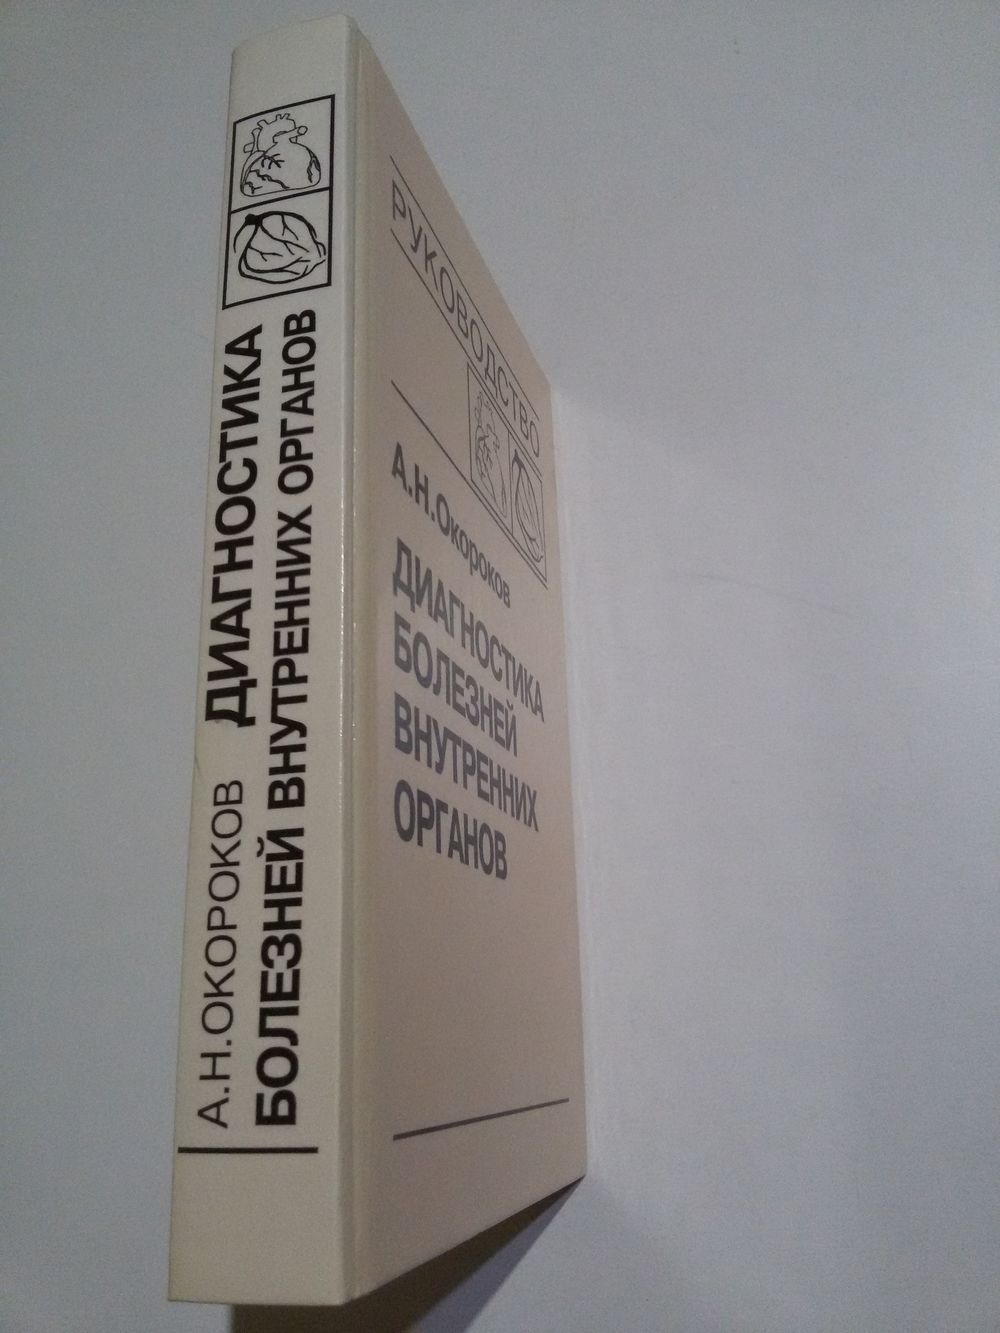 А.Н.ОКОРОКОВ ДИАГНОСТИКА
БОЛЕЗНЕЙ ВНУТРЕННИХ ОРГАНОВ
РУКОВОДСТВО
А.Н.Окороков
ДИАГНОСТИКА
БОЛЕЗНЕЙ
ВНУТРЕННИХ
ОРГАНОВ